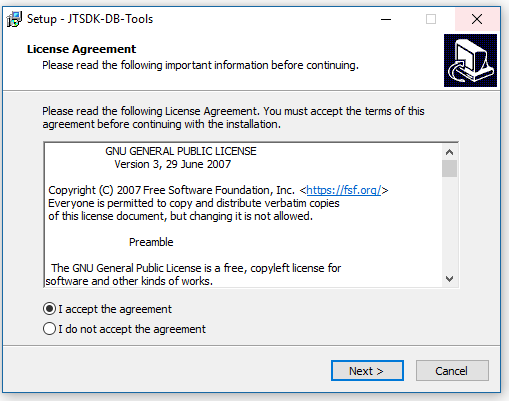 Setup - JTSDK-DB-Tools
License Agreement
Please read the following important information before continuing.
Please read the following License Agreement. You must accept the terms of this
agreement before continuing with the installation.
GNU GENERAL PUBLIC LICENSE
Version 3, 29 June 2007
Copyright (C) 2007 Free Software Foundation, Inc. <https://fsf.org/>
Everyone is permitted to copy and distribute verbatim copies
of this license document, but changing it is not allowed.
Preamble
The GNU General Public License is a free, copyleft license for
software and other kinds of works.
I accept the agreement
I do not accept the agreement
Next >
Cancel